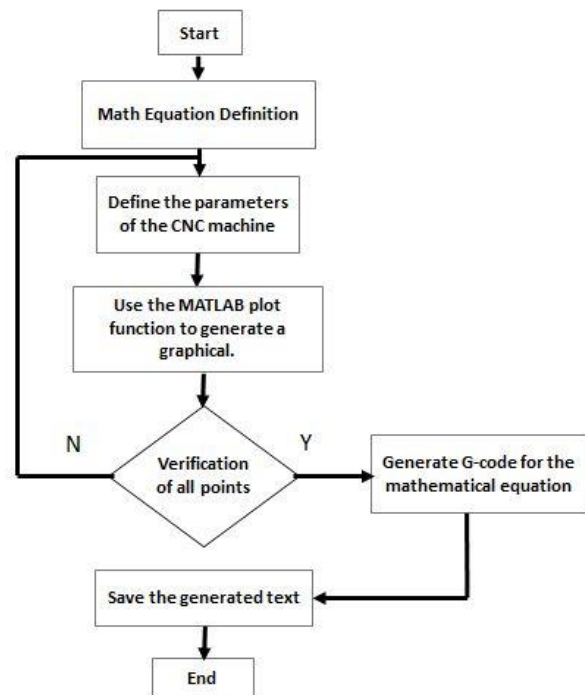 Start
Math Equation Definition
Define the parameters
of the CNC machine
Use the MATLAB plot
function to generate a
graphical.
N
Verification
of all points
Y
Generate G-code for the
mathematical equation
Save the generated text
End